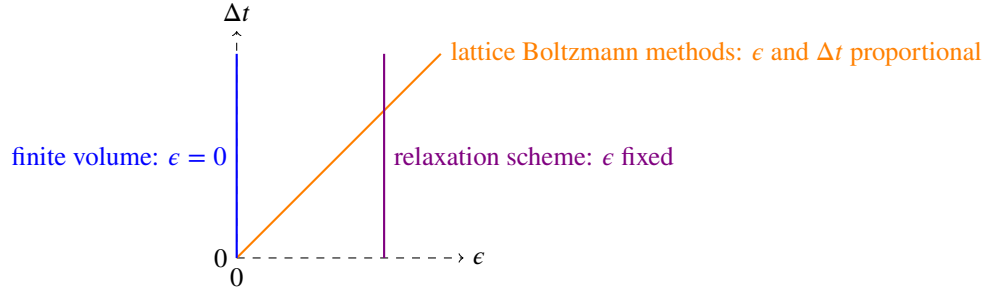 Δt
lattice Boltzmann methods: ϵ and Δt proportional
finite volume: ϵ = 0
relaxation scheme: ϵ fixed
0
ϵ
0